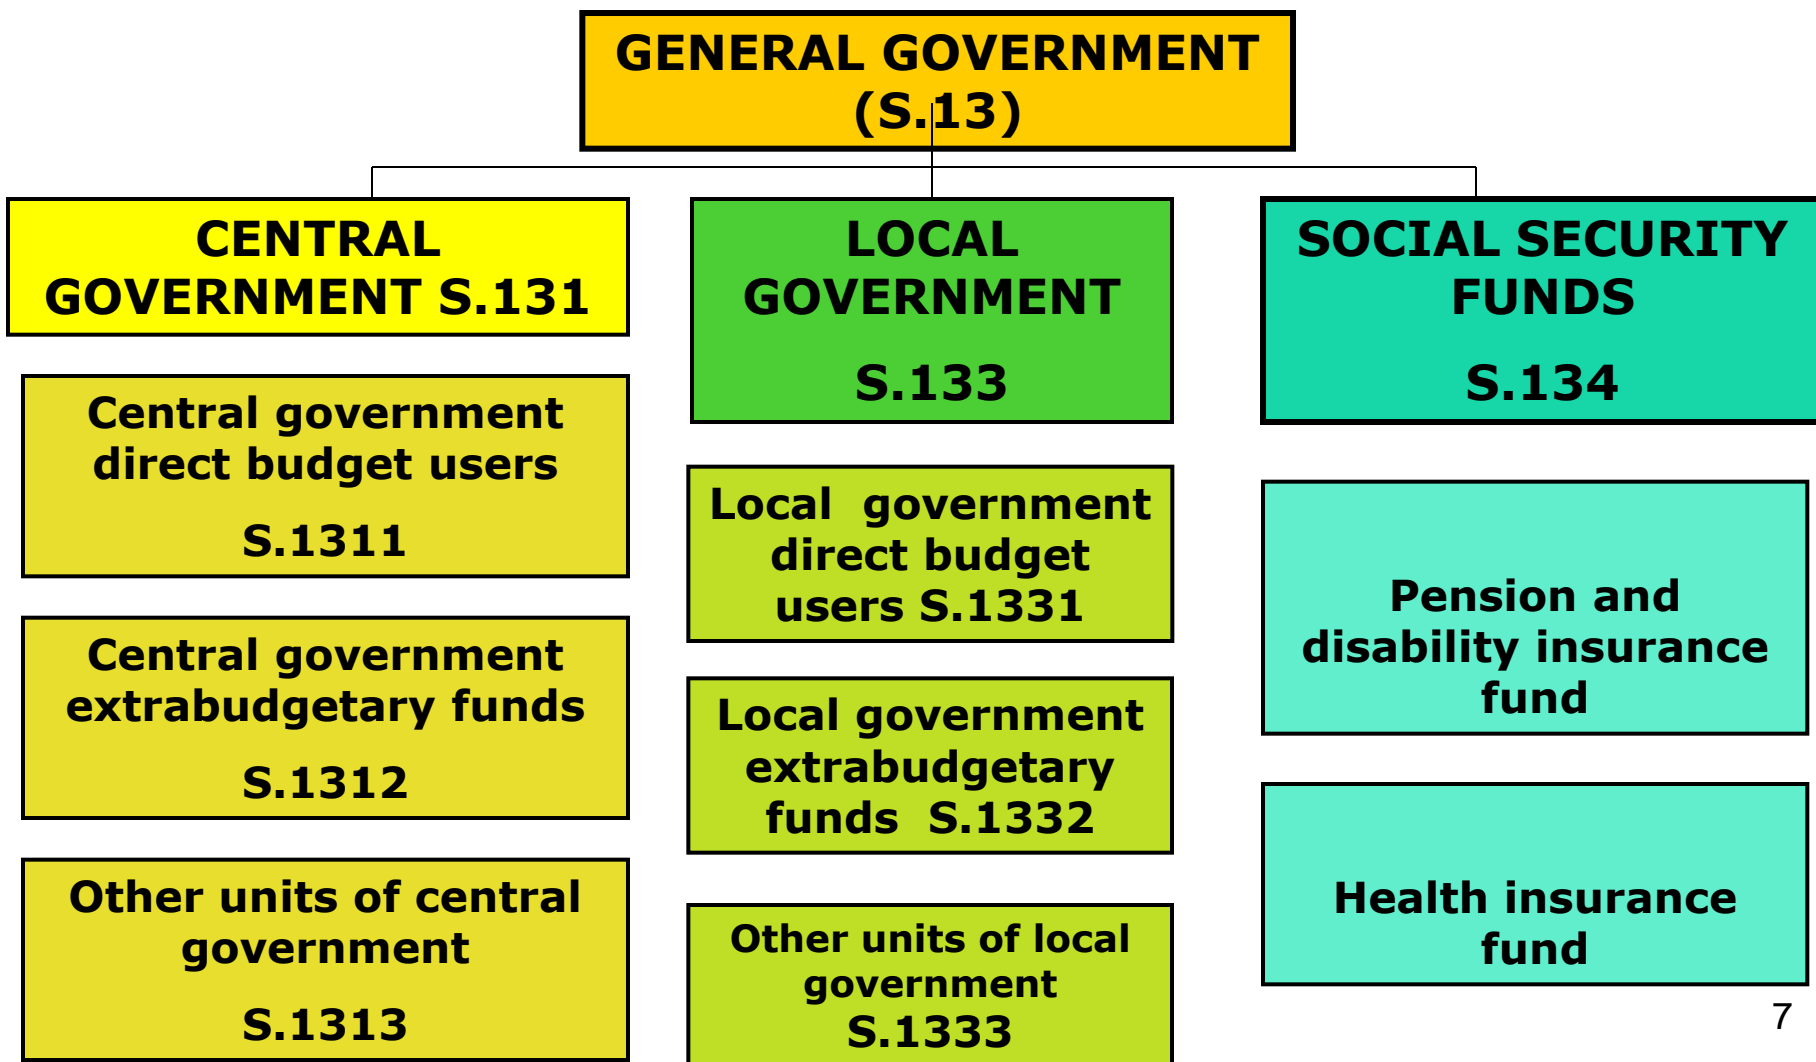 GENERAL GOVERNMENT
(S.13)
CENTRAL
GOVERNMENT S.131
Central government
direct budget users
S.1311
Central government
extrabudgetary funds
S.1312
Other units of central
government
S.1313
LOCAL
GOVERNMENT
S.133
Local government
direct budget
users S.1331
Local government
extrabudgetary
funds S.1332
Other units of local
government
S.1333
SOCIAL SECURITY
FUNDS
S.134
Pension and
disability insurance
fund
Health insurance
fund
7